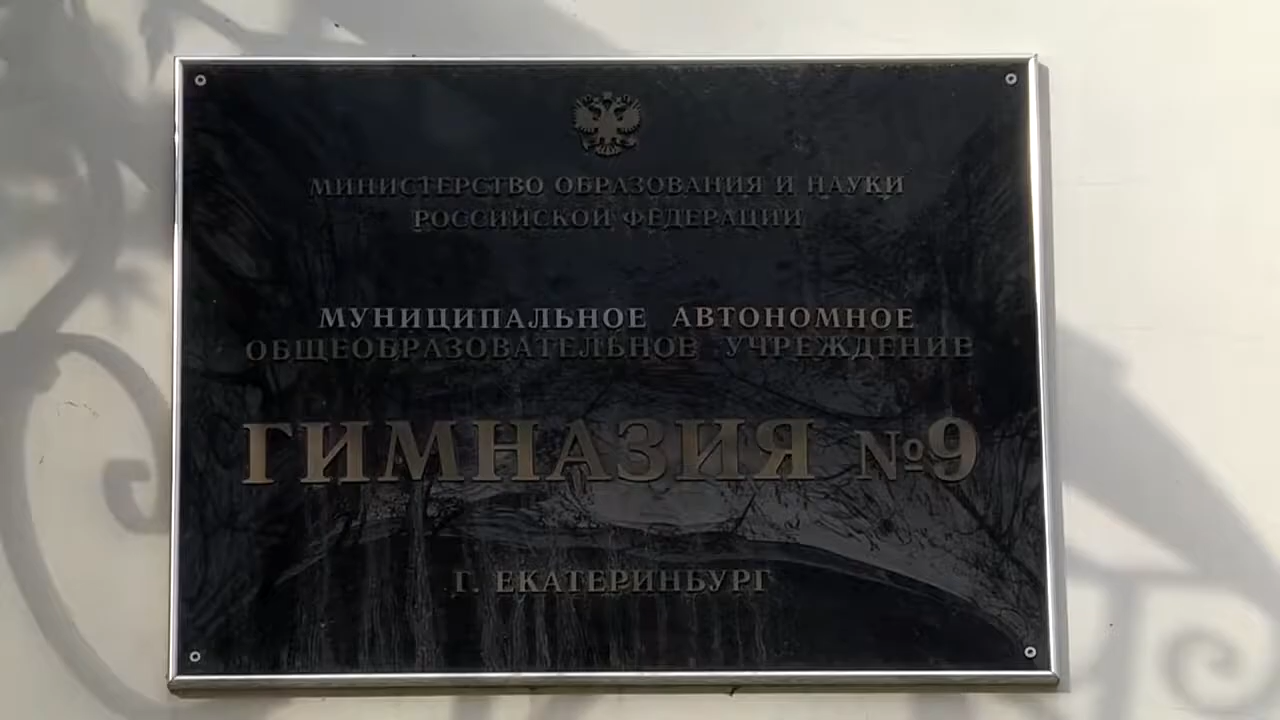 МИНИСТЕРСТВО ОБРАЗОВАНИЯ И НАУКИ
РОССИЙСКОЙ ФЕДЕРАЦИИ
МУНИЦИПАЛЬНОЕ АВТОНОМНОЕ
ОБЩЕОБРАЗОВАТЕЛЬНОЕ УЧРЕЖДЕНИЕ
ГИМНАЗИЯ №9
Г. ЕКАТЕРИНБУРГ